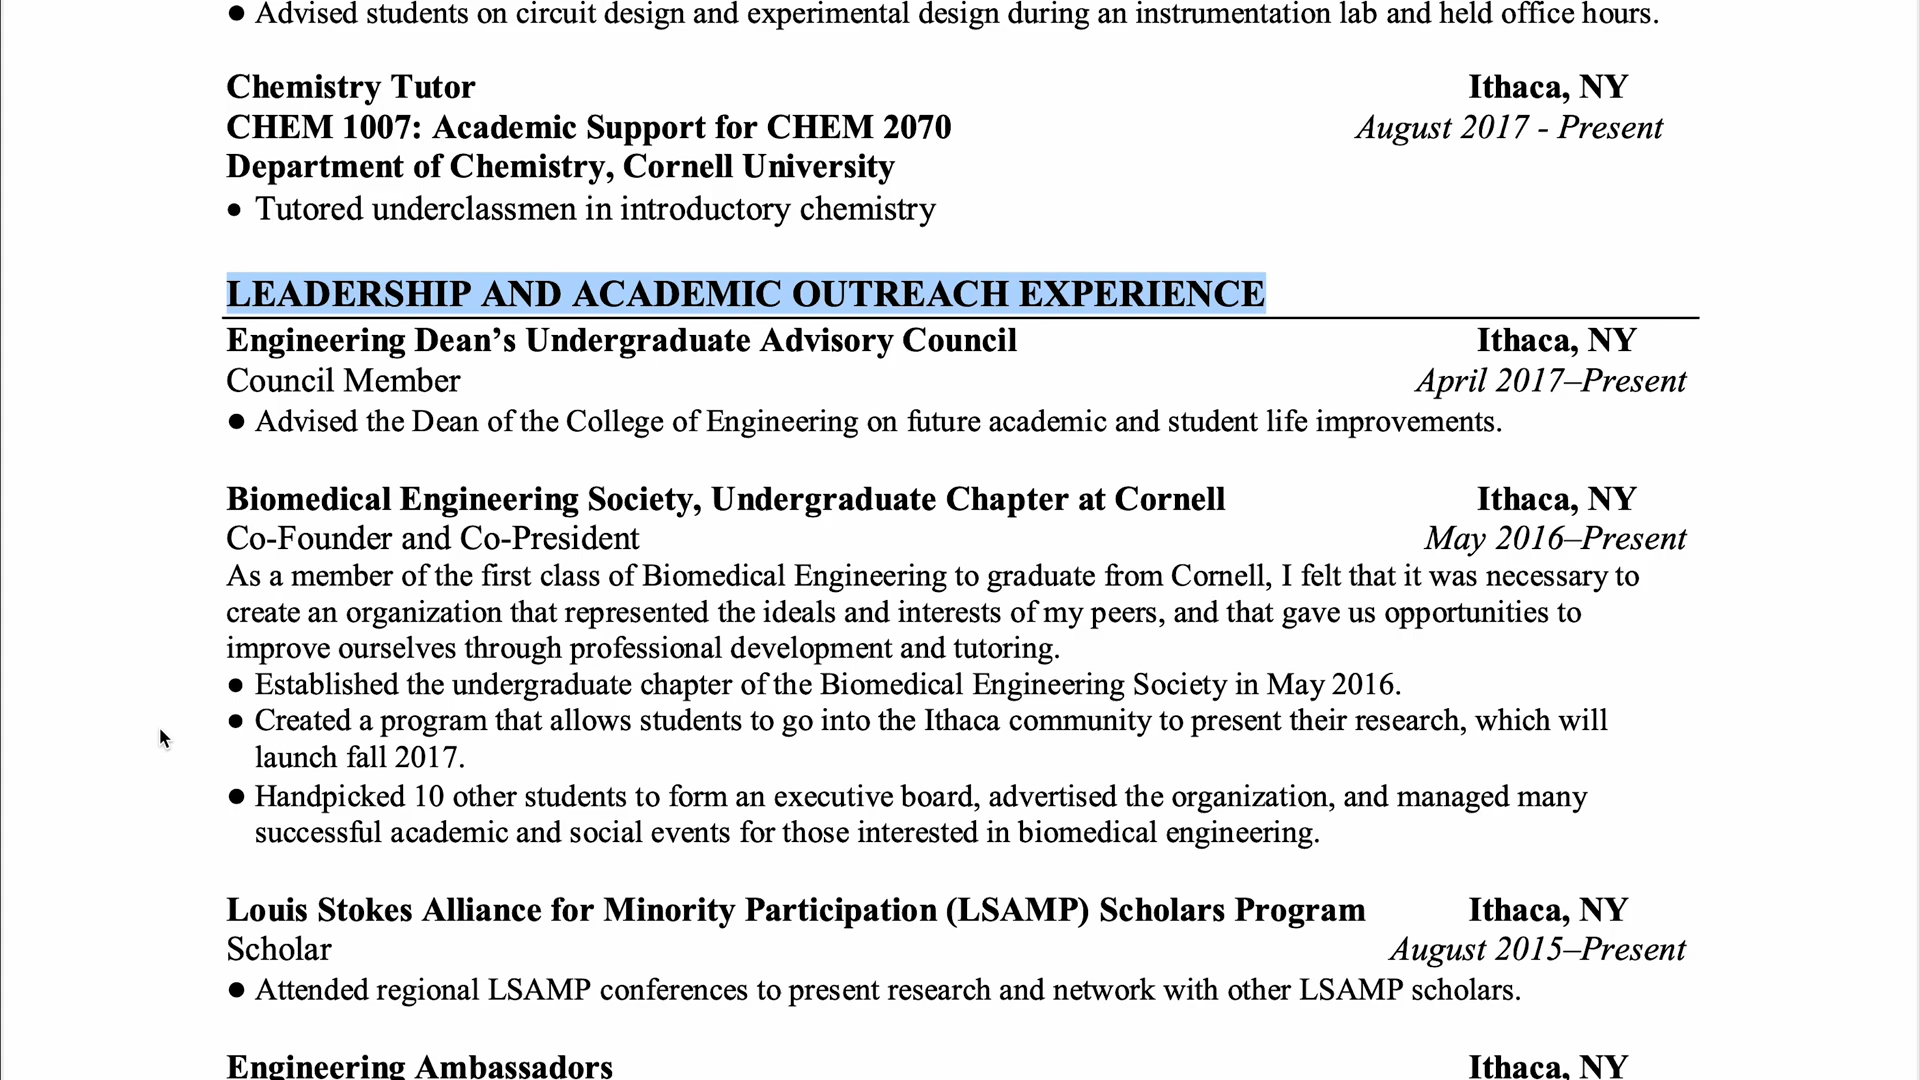 ● Advised students on circuit design and experimental design during an instrumentation lab and held office hours.
Chemistry Tutor Ithaca, NY
CHEM 1007: Academic Support for CHEM 2070 August 2017 - Present
Department of Chemistry, Cornell University
● Tutored underclassmen in introductory chemistry
LEADERSHIP AND ACADEMIC OUTREACH EXPERIENCE
Engineering Dean’s Undergraduate Advisory Council Ithaca, NY
Council Member April 2017–Present
● Advised the Dean of the College of Engineering on future academic and student life improvements.
Biomedical Engineering Society, Undergraduate Chapter at Cornell Ithaca, NY
Co-Founder and Co-President May 2016–Present
As a member of the first class of Biomedical Engineering to graduate from Cornell, I felt that it was necessary to
create an organization that represented the ideals and interests of my peers, and that gave us opportunities to
improve ourselves through professional development and tutoring.
● Established the undergraduate chapter of the Biomedical Engineering Society in May 2016.
● Created a program that allows students to go into the Ithaca community to present their research, which will
launch fall 2017.
● Handpicked 10 other students to form an executive board, advertised the organization, and managed many
successful academic and social events for those interested in biomedical engineering.
Louis Stokes Alliance for Minority Participation (LSAMP) Scholars Program Ithaca, NY
Scholar August 2015–Present
● Attended regional LSAMP conferences to present research and network with other LSAMP scholars.
Engineering Ambassadors Ithaca, NY